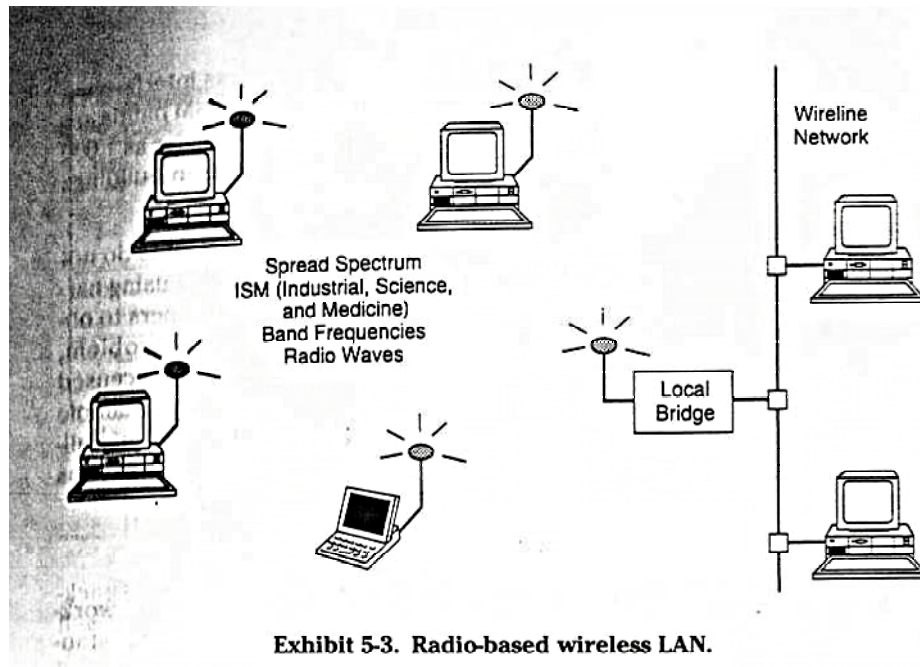 Wireline
Network
Spread Spectrum
ISM (Industrial, Science,
and Medicine)
Band Frequencies
Radio Waves
Local
Bridge
Exhibit 5-3. Radio-based wireless LAN.